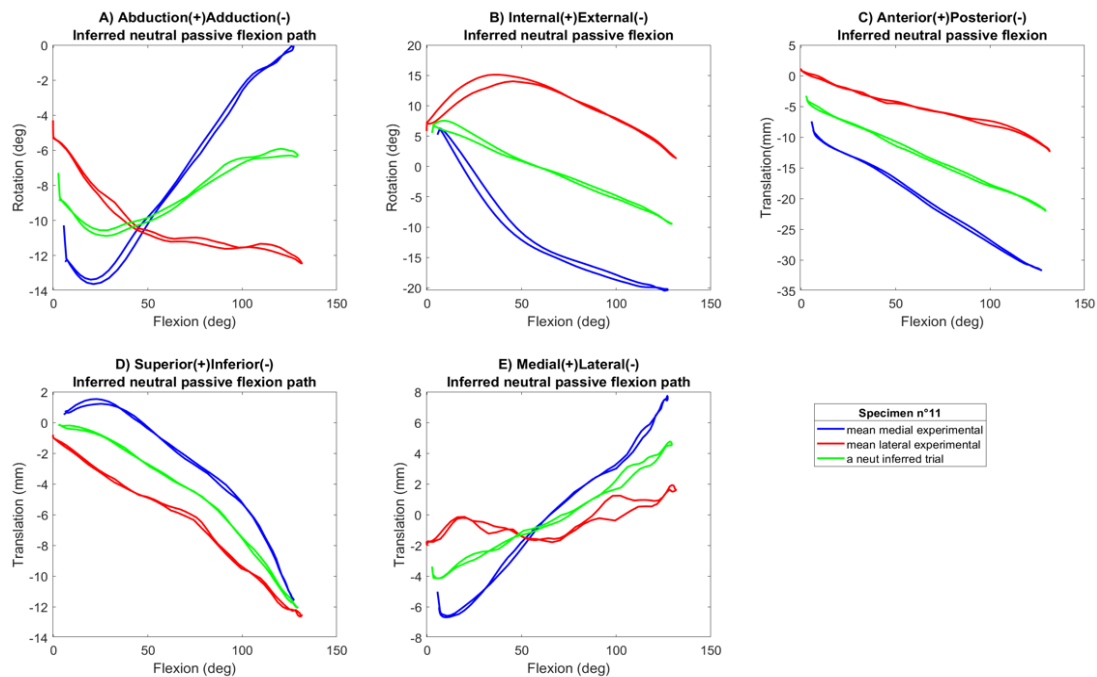 A) Abduction(+)Adduction(-)
Inferred neutral passive flexion path
0
-2
-4
-6
-8
-10
-12
-14
Rotation (deg)
0
50
100
150
Flexion (deg)
B) Internal(+)External(-)
Inferred neutral passive flexion
20
15
10
5
0
-5
-10
-15
-20
Rotation (deg)
0
50
100
150
Flexion (deg)
C) Anterior(+)Posterior(-)
Inferred neutral passive flexion
5
0
-5
-10
-15
-20
-25
-30
-35
Translation(mm)
0
50
100
150
Flexion (deg)
D) Superior(+)Inferior(-)
Inferred neutral passive flexion path
2
0
-2
-4
-6
-8
-10
-12
-14
Translation (mm)
0
50
100
150
Flexion (deg)
E) Medial(+)Lateral(-)
Inferred neutral passive flexion path
8
6
4
2
0
-2
-4
-6
-8
Translation (mm)
0
50
100
150
Flexion (deg)
Specimen n°11
mean medial experimental
mean lateral experimental
a neut inferred trial